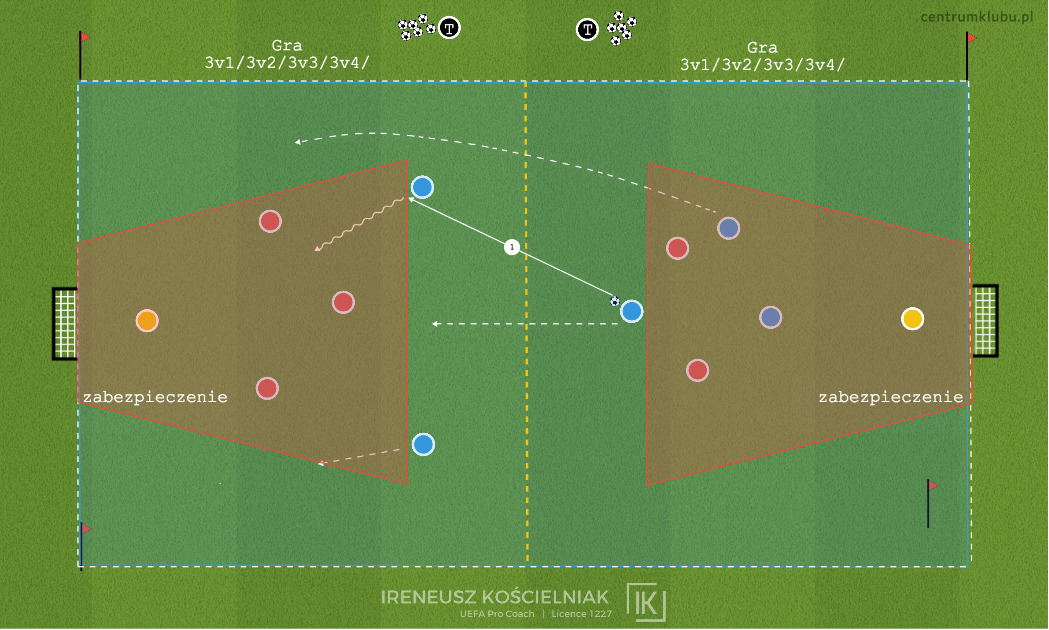 centrumklubu.pl
T
T
Gra
3v1/3v2/3v3/3v4/
Gra
3v1/3v2/3v3/3v4/
1
zabezpieczenie
zabezpieczenie
IRENEUSZ KOŚCIELNIAK
UEFA Pro Coach | Licence 1227
IK